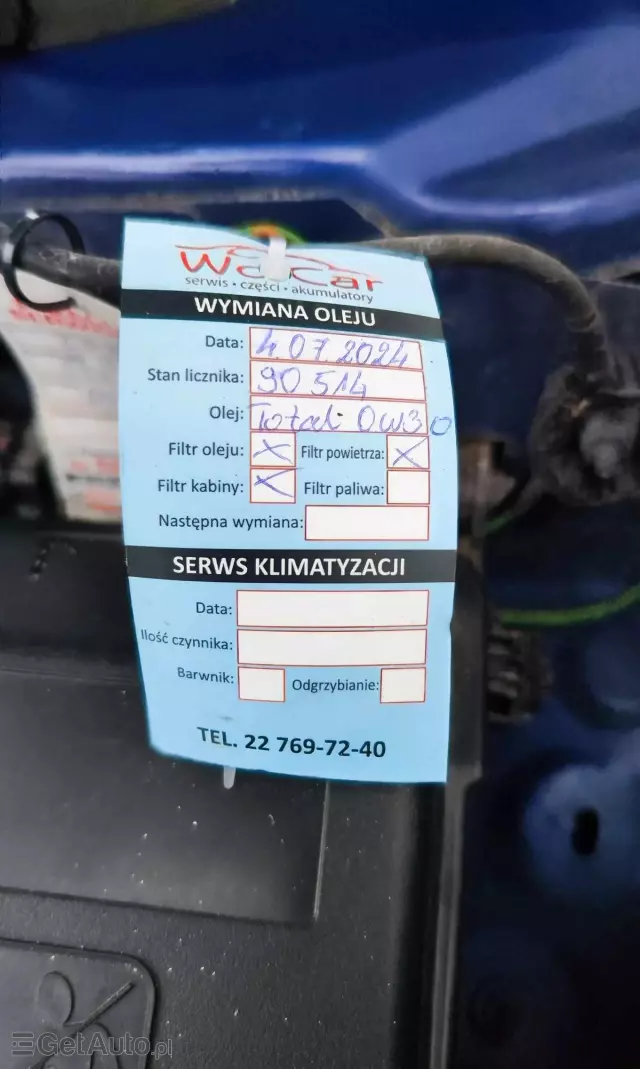 WoCar
serwis • części • akumulatory
WYMIANA OLEJU
Data: 4.07.2024
Stan licznika: 90 514
Olej: Total 0W30
Filtr oleju: X Filtr powietrza: X
Filtr kabiny: X Filtr paliwa:
Następna wymiana:
SERWS KLIMATYZACJI
Data:
Ilość czynnika:
Barwnik: Odgrzybianie:
TEL. 22 769-72-40
GetAuto.pl